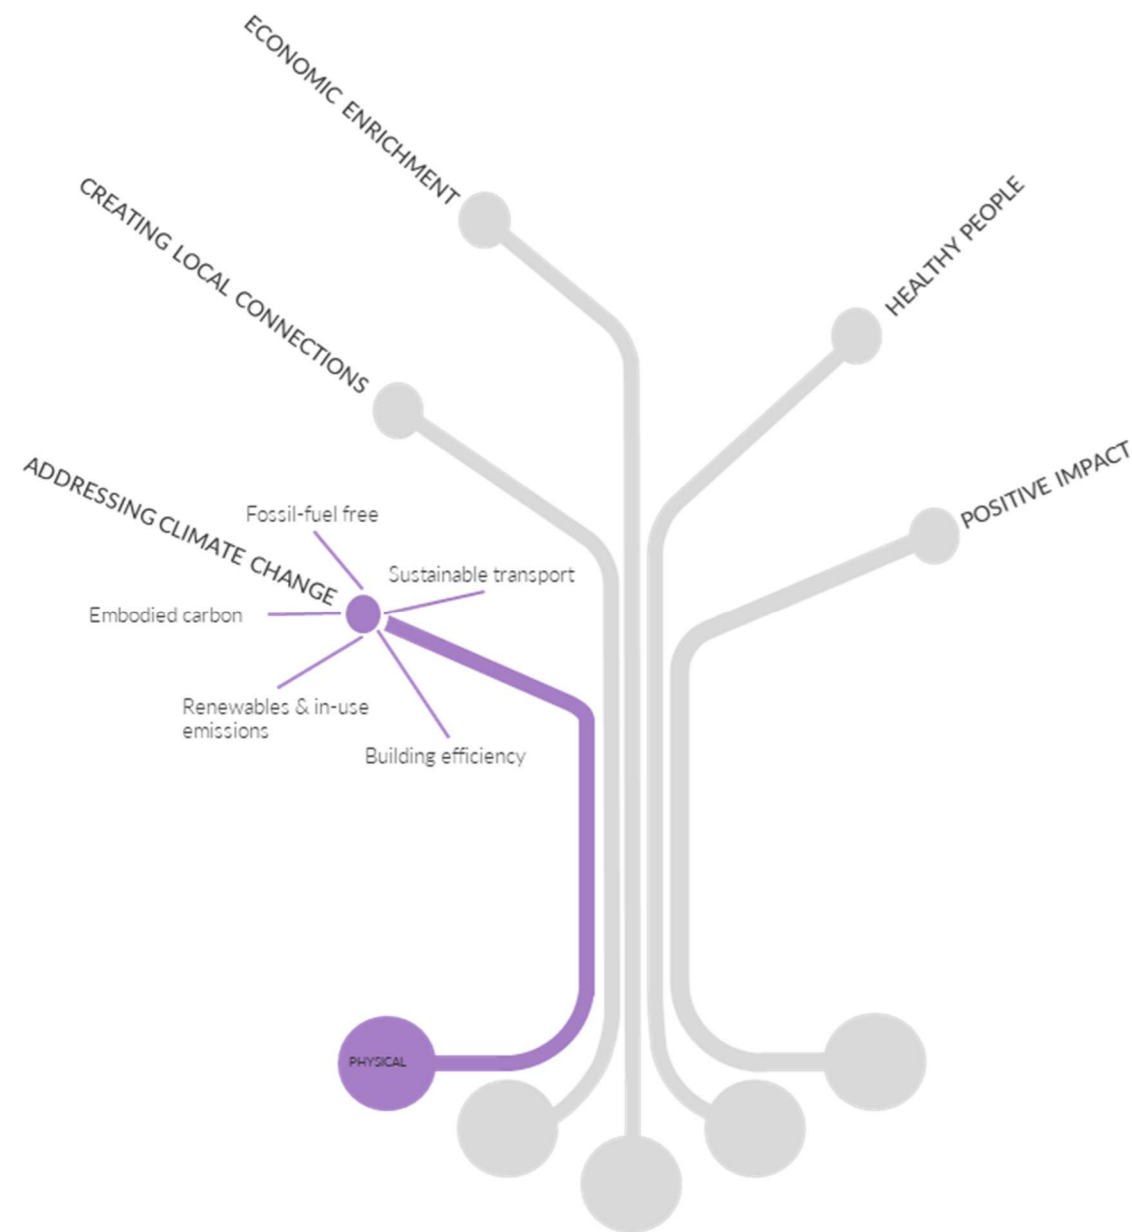 ECONOMIC ENRICHMENT
CREATING LOCAL CONNECTIONS
HEALTHY PEOPLE
ADDRESSING CLIMATE CHANGE
POSITIVE IMPACT
Fossil-fuel free
Sustainable transport
Embodied carbon
Renewables & in-use
emissions
Building efficiency
PHYSICAL